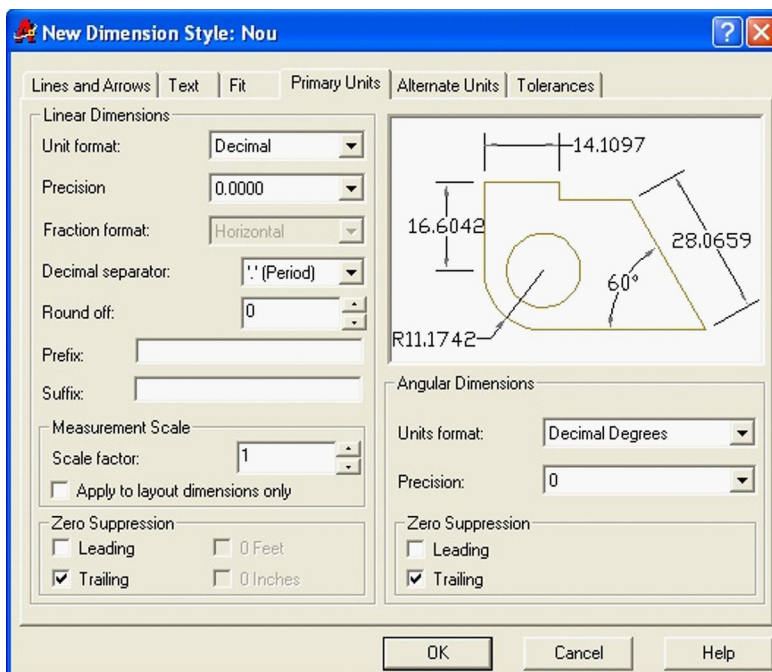 New Dimension Style: Nou
Lines and Arrows Text Fit Primary Units Alternate Units Tolerances
Linear Dimensions
Unit format: Decimal
Precision 0.0000
Fraction format: Horizontal
Decimal separator: '.' (Period)
Round off: 0
Prefix:
Suffix:
Measurement Scale
Scale factor: 1
Apply to layout dimensions only
Zero Suppression
Leading 0 Feet
Trailing 0 Inches
14.1097
16.6042
28.0659
60°
R11.1742
Angular Dimensions
Units format: Decimal Degrees
Precision: 0
Zero Suppression
Leading
Trailing
OK Cancel Help